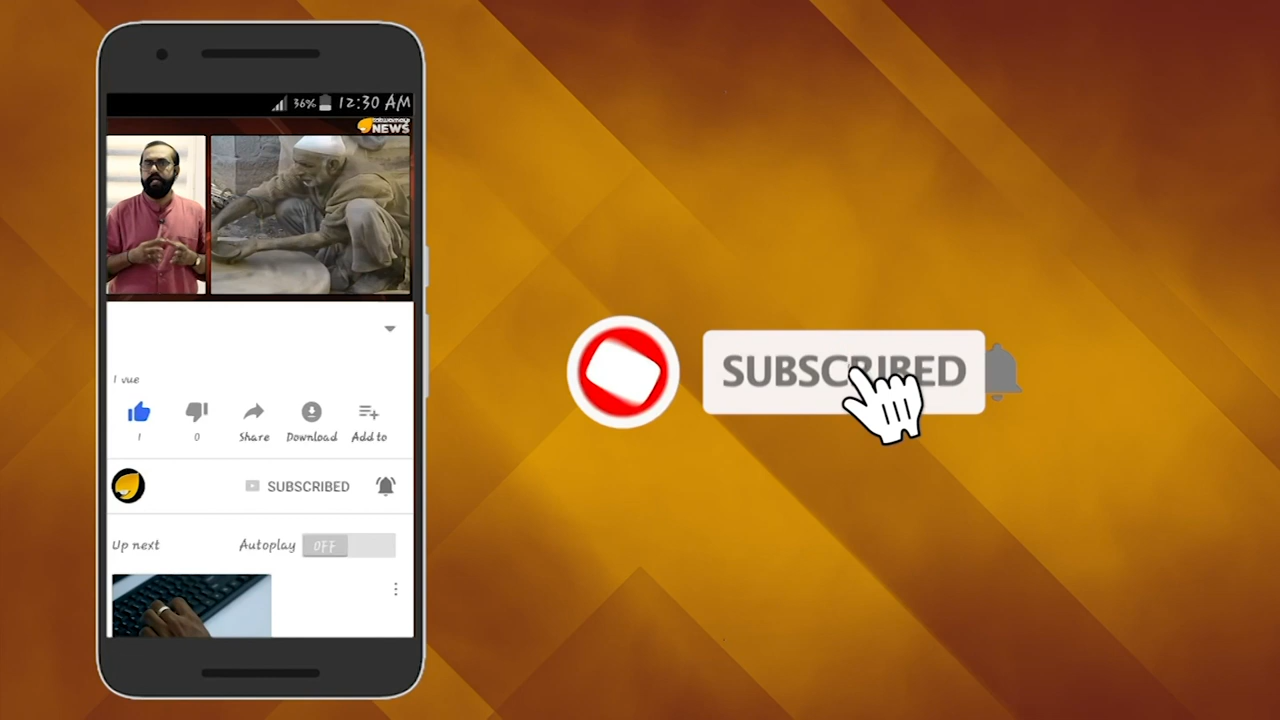 36% 12:30 AM
NEWS
1 vue
1 0 Share Download Add to
SUBSCRIBED
Up next Autoplay OFF
SUBSCRIBED